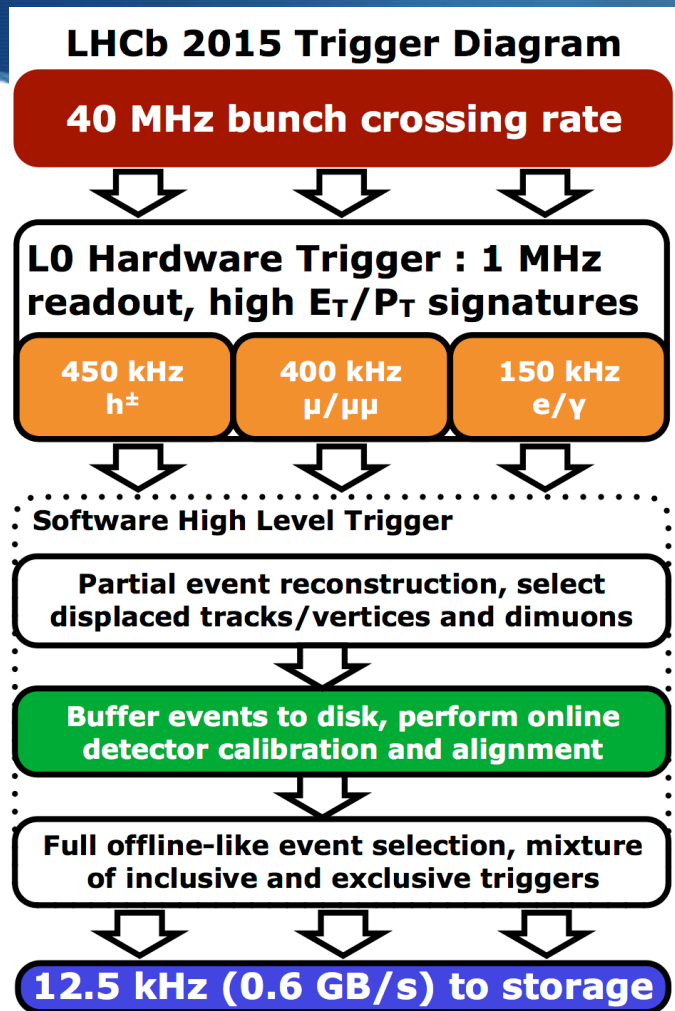 LHCb 2015 Trigger Diagram
40 MHz bunch crossing rate
L0 Hardware Trigger : 1 MHz
readout, high E_T/P_T signatures
450 kHz
h±
400 kHz
μ/μμ
150 kHz
e/γ
Software High Level Trigger
Partial event reconstruction, select
displaced tracks/vertices and dimuons
Buffer events to disk, perform online
detector calibration and alignment
Full offline-like event selection, mixture
of inclusive and exclusive triggers
12.5 kHz (0.6 GB/s) to storage